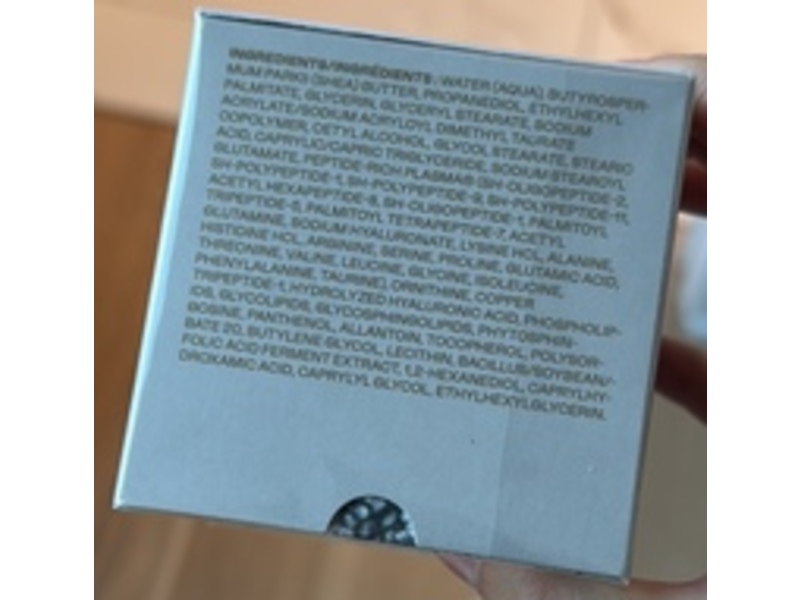 INGREDIENTS/INGRÉDIENTS: WATER (AQUA), BUTYROSPER-
MUM PARKII (SHEA) BUTTER, PROPANEDIOL, ETHYLHEXYL
PALMITATE, GLYCERIN, GLYCERYL STEARATE, SODIUM
ACRYLATE/SODIUM ACRYLOYL DIMETHYL TAURATE
COPOLYMER, CETYL ALCOHOL, GLYCOL STEARATE, STEARIC
ACID, CAPRYLIC/CAPRIC TRIGLYCERIDE, SODIUM STEAROYL
GLUTAMATE, PEPTIDE-RICH PLASMA® (SH-OLIGOPEPTIDE-2,
SH-POLYPEPTIDE-1, SH-POLYPEPTIDE-9, SH-POLYPEPTIDE-11,
ACETYL HEXAPEPTIDE-8, SH-OLIGOPEPTIDE-1, PALMITOYL
TRIPEPTIDE-5, PALMITOYL TETRAPEPTIDE-7, ACETYL
GLUTAMINE, SODIUM HYALURONATE, LYSINE HCL, ALANINE,
HISTIDINE HCL, ARGININE, SERINE, PROLINE, GLUTAMIC ACID,
THREONINE, VALINE, LEUCINE, GLYCINE, ISOLEUCINE,
PHENYLALANINE, TAURINE), ORNITHINE, COPPER
TRIPEPTIDE-1, HYDROLYZED HYALURONIC ACID, PHOSPHOLIP-
IDS, GLYCOLIPIDS, GLYCOSPHINGOLIPIDS, PHYTOSPHIN-
GOSINE, PANTHENOL, ALLANTOIN, TOCOPHEROL, POLYSOR-
BATE 20, BUTYLENE GLYCOL, LECITHIN, BACILLUS/SOYBEAN/
FOLIC ACID FERMENT EXTRACT, 1,2-HEXANEDIOL, CAPRYLHY-
DROXAMIC ACID, CAPRYLYL GLYCOL, ETHYLHEXYLGLYCERIN.